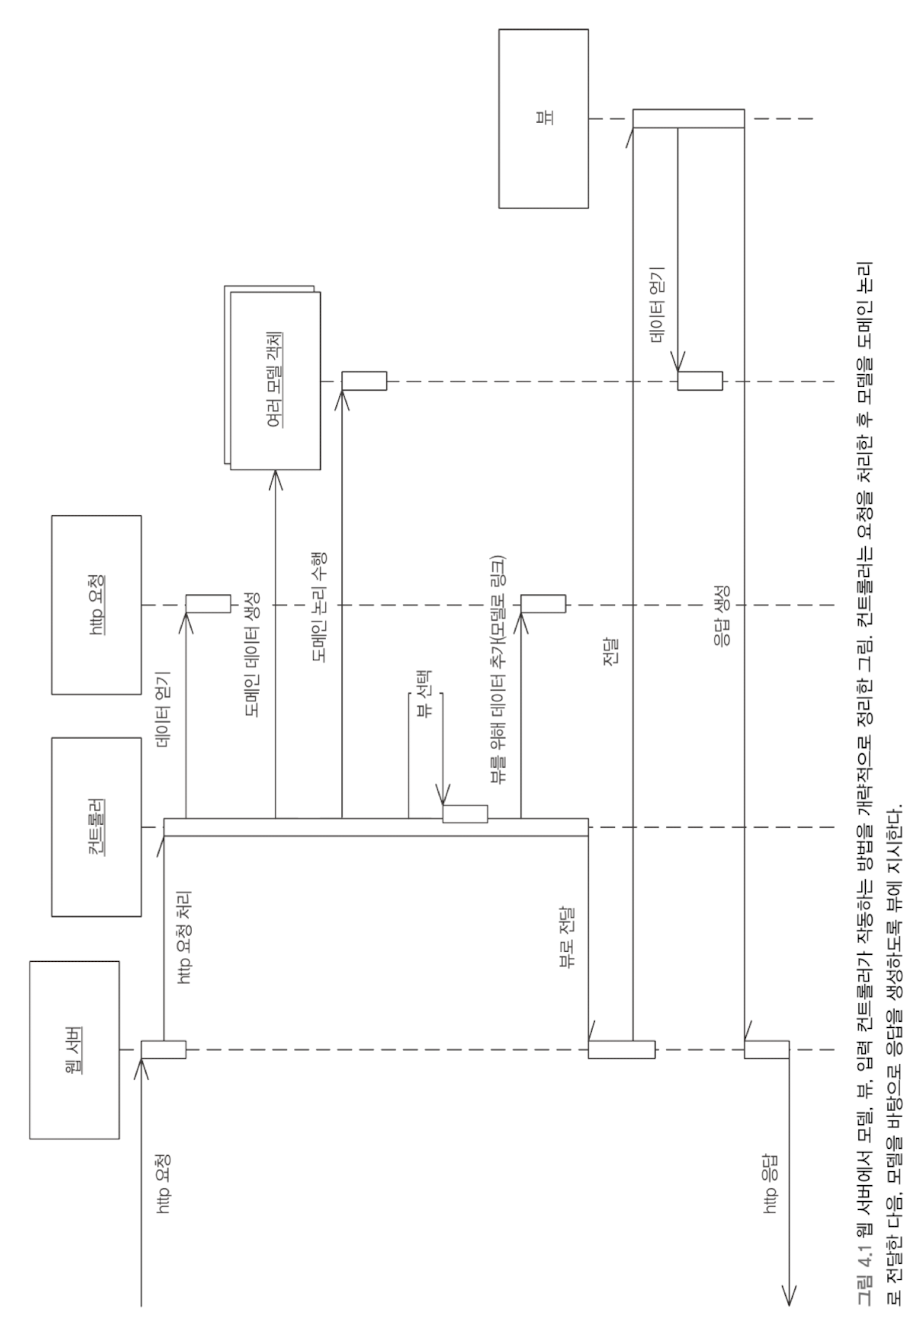 웹 서버
컨트롤러
http 요청
여러 모델 객체
뷰
http 요청
http 요청 처리
데이터 얻기
도메인 데이터 생성
도메인 논리 수행
뷰 선택
뷰를 위해 데이터 추가(모델로 링크)
뷰로 전달
전달
데이터 얻기
응답 생성
http 응답
그림 4.1 웹 서버에서 모델, 뷰, 입력 컨트롤러가 작동하는 방법을 개략적으로 정리한 그림. 컨트롤러는 요청을 처리한 후 모델을 도메인 논리
로 전달한 다음, 모델을 바탕으로 응답을 생성하도록 뷰에 지시한다.